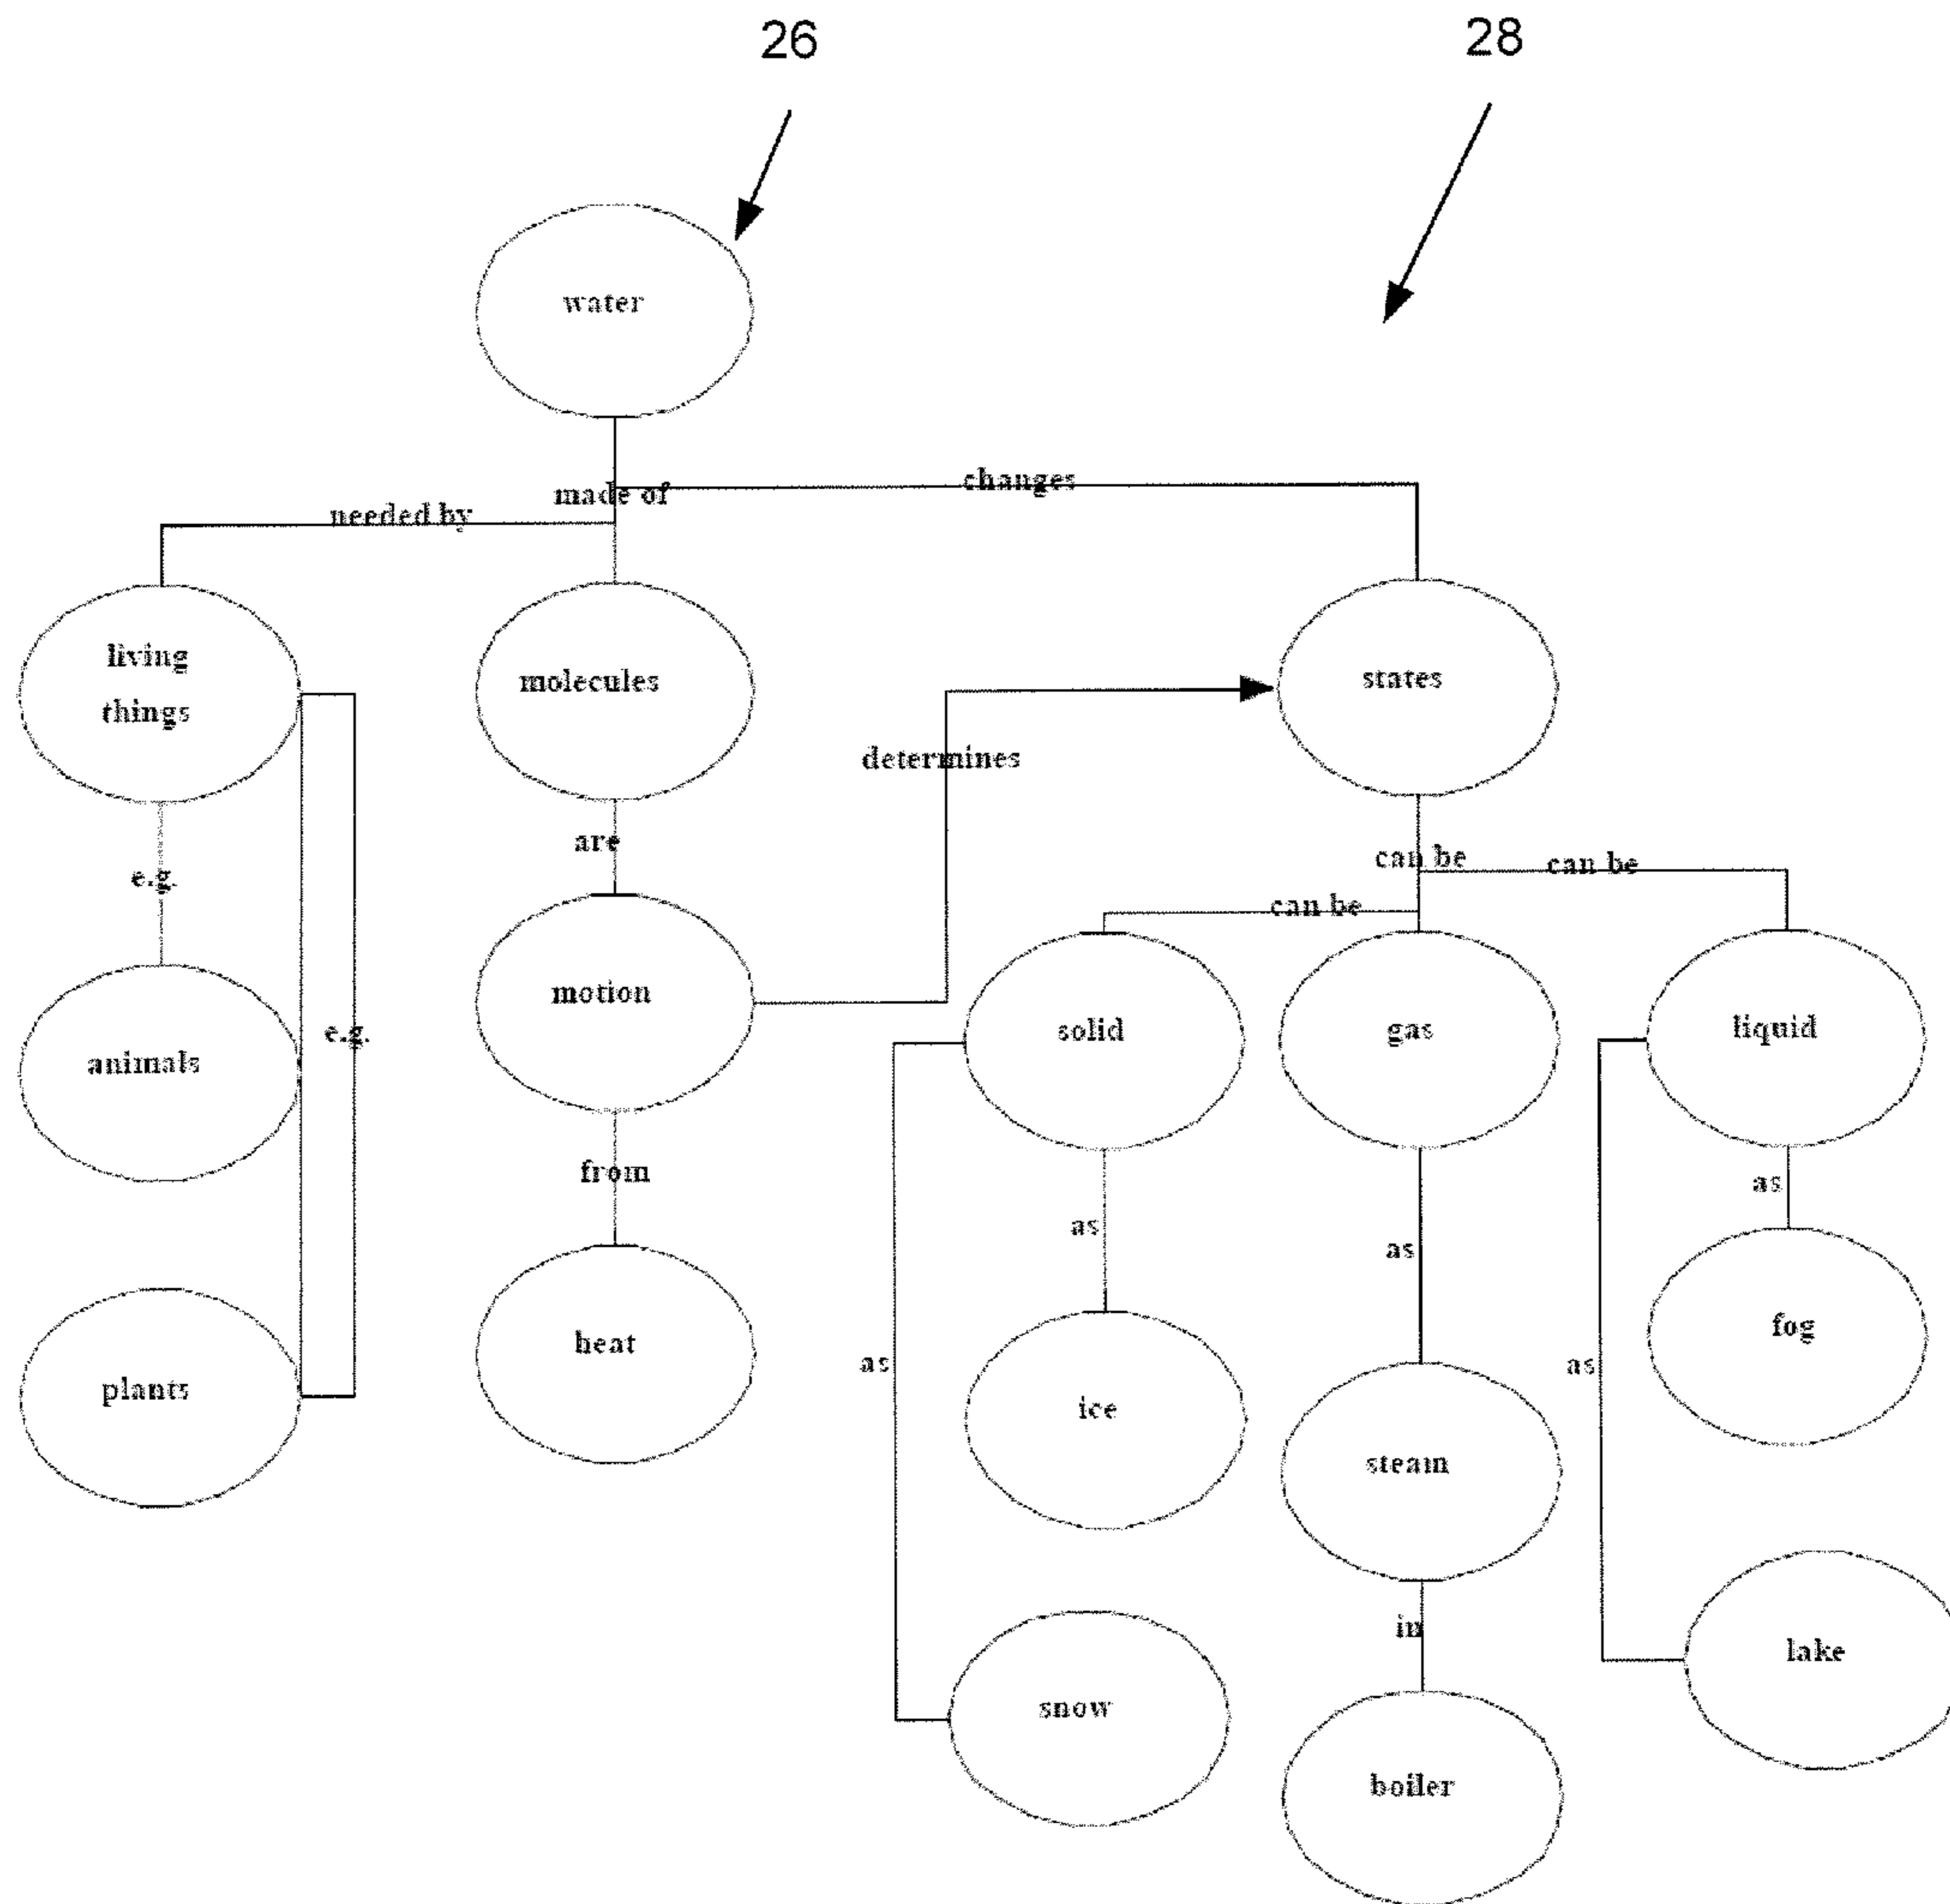 26
28
water
changes
made of
needed by
living
things
molecules
states
determines
are
can be
can be
can be
e.g.
motion
solid
gas
liquid
e.g.
animals
from
as
as
as
as
as
heat
ice
fog
plants
steam
in
snow
lake
boiler